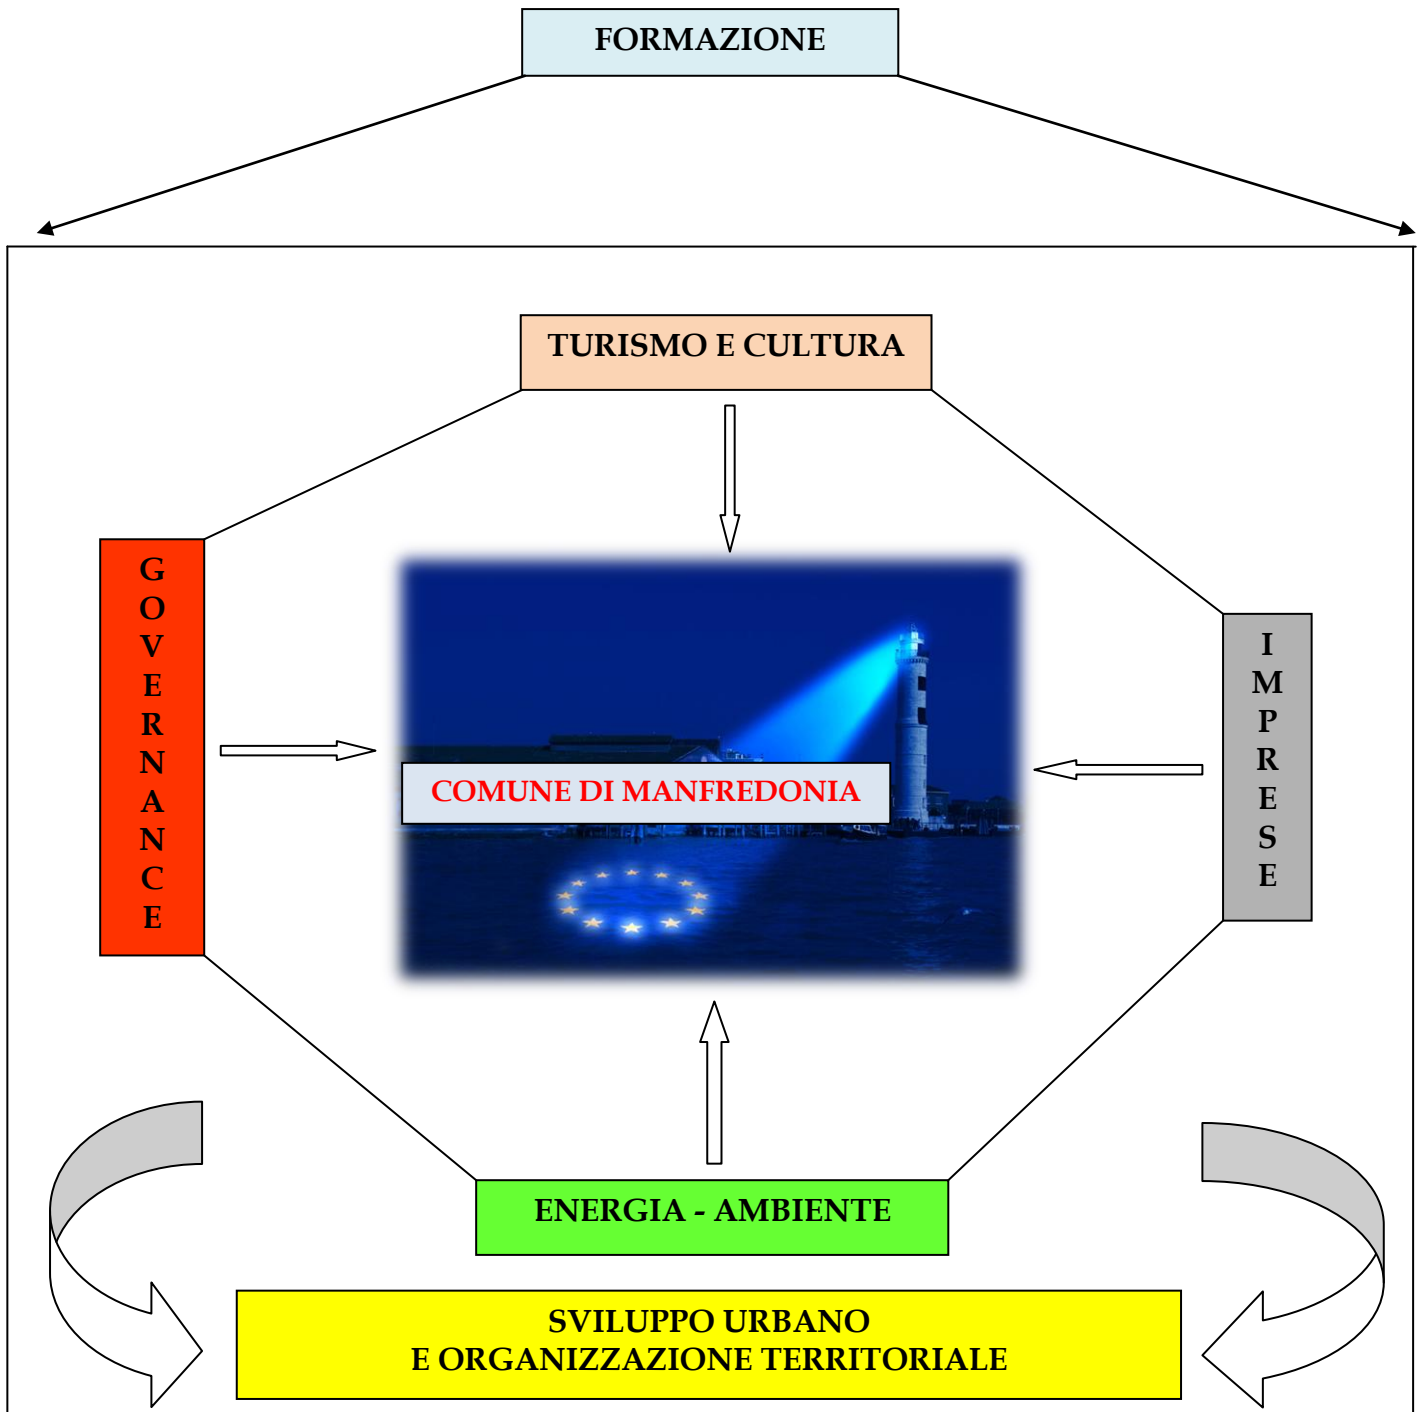 FORMAZIONE
TURISMO E CULTURA
GOVERNANCE
IMPRESE
COMUNE DI MANFREDONIA
ENERGIA - AMBIENTE
SVILUPPO URBANO
E ORGANIZZAZIONE TERRITORIALE